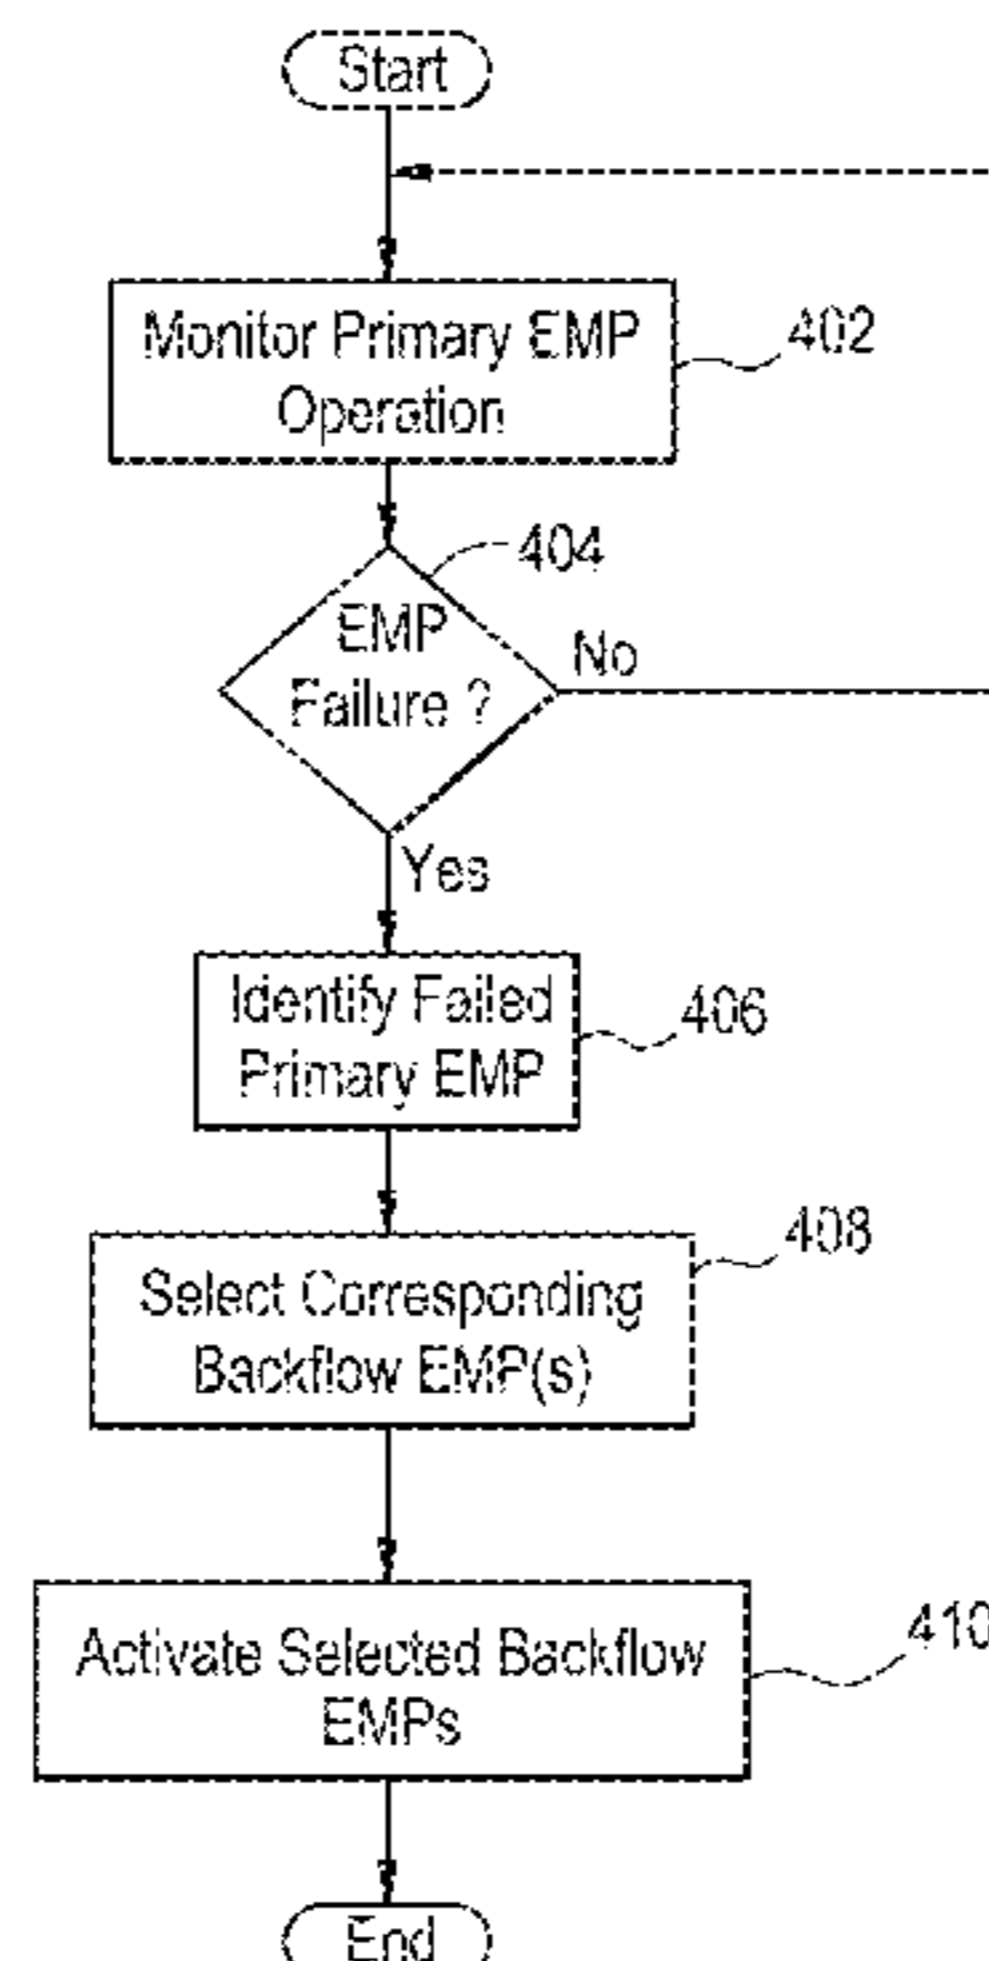 Start
Monitor Primary EMP
Operation
402
404
EMP
Failure ?
No
Yes
Identify Failed
Primary EMP
406
408
Select Corresponding
Backflow EMP(s)
410
Activate Selected Backflow
EMPs
End